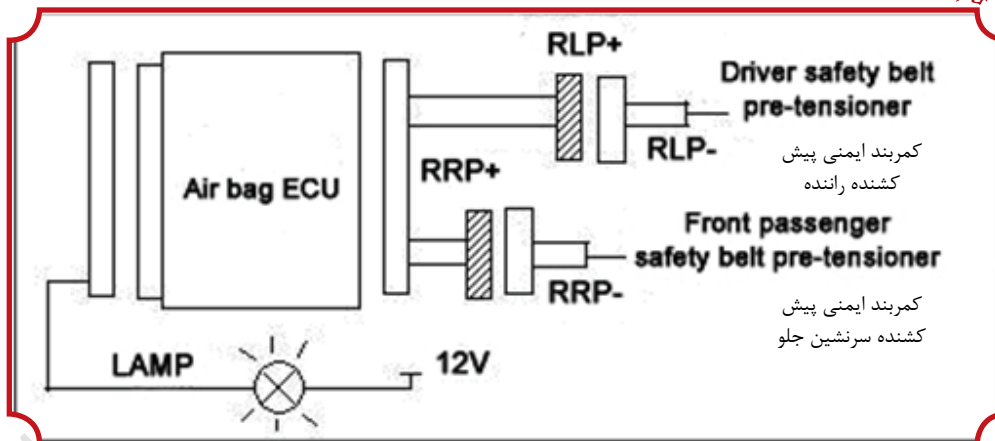 RLP+
Driver safety belt
pre-tensioner
RLP-
کمربند ایمنی پیش
کشنده راننده
RRP+
Air bag ECU
Front passenger
safety belt pre-tensioner
RRP-
کمربند ایمنی پیش
کشنده سرنشین جلو
LAMP
12V